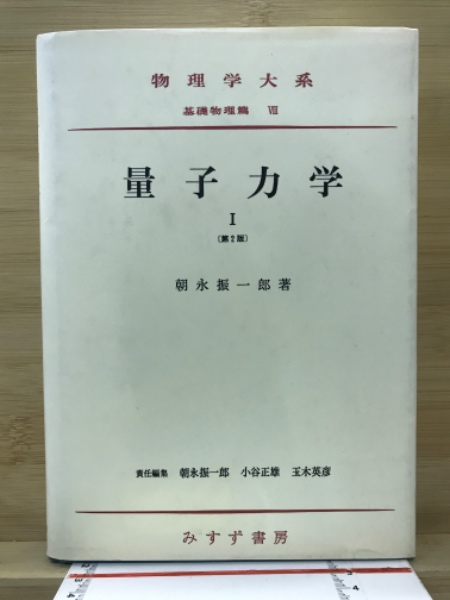 物理学大系
基礎物理篇 Ⅷ
量子力学
I
(第2版)
朝永振一郎著
責任編集 朝永振一郎 小谷正雄 玉木英彦
みすず書房